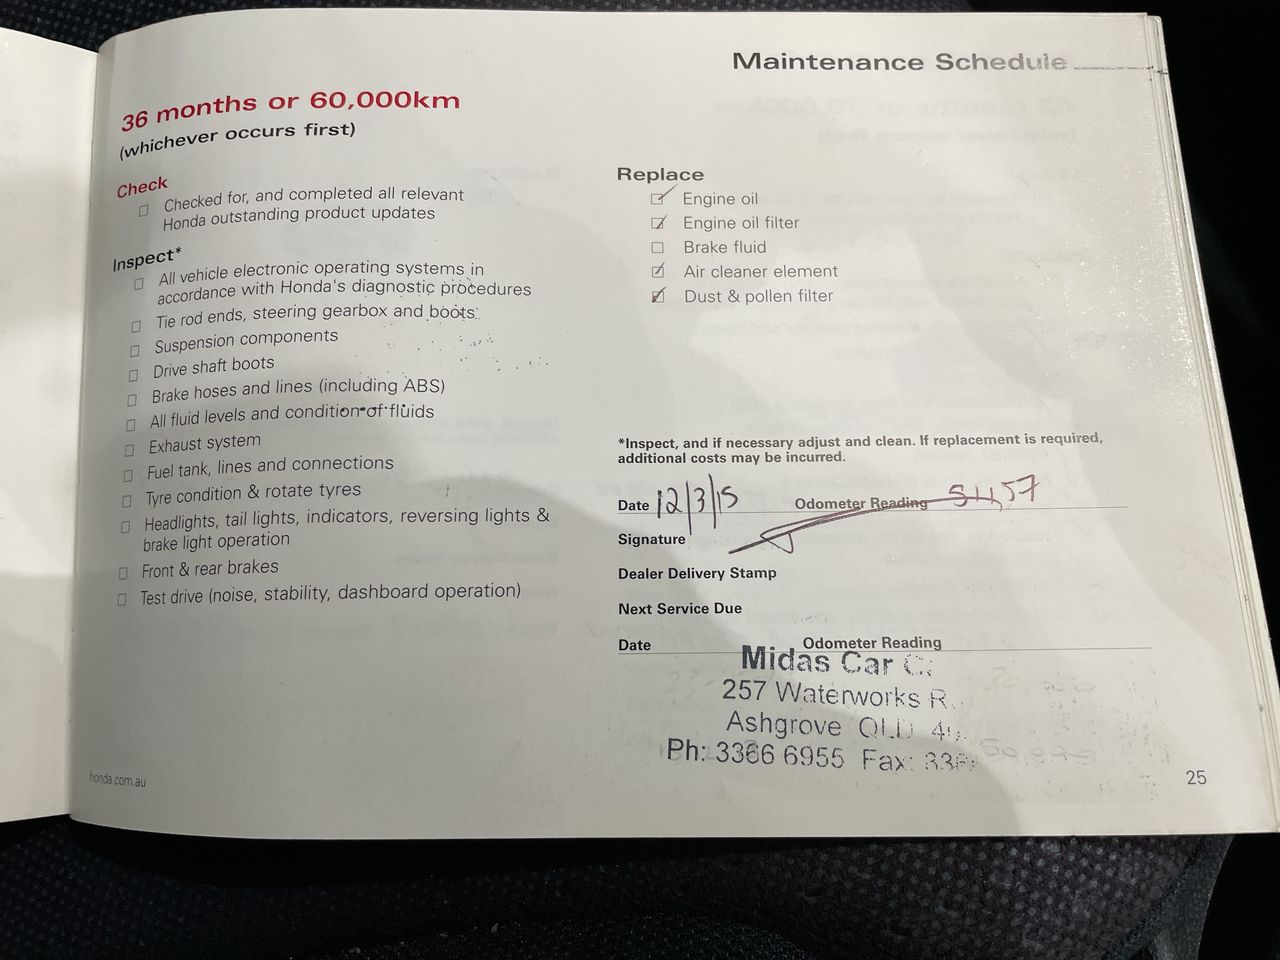 Maintenance Schedule
36 months or 60,000km
(whichever occurs first)
Check
Checked for, and completed all relevant
Honda outstanding product updates
Inspect*
All vehicle electronic operating systems in
accordance with Honda's diagnostic procedures
Tie rod ends, steering gearbox and boots
Suspension components
Drive shaft boots
Brake hoses and lines (including ABS)
All fluid levels and condition of fluids
Exhaust system
Fuel tank, lines and connections
Tyre condition & rotate tyres
Headlights, tail lights, indicators, reversing lights &
brake light operation
Front & rear brakes
Test drive (noise, stability, dashboard operation)
honda.com.au
Replace
Engine oil
Engine oil filter
Brake fluid
Air cleaner element
Dust & pollen filter
*Inspect, and if necessary adjust and clean. If replacement is required,
additional costs may be incurred.
Date 12/3/15 Odometer Reading
Signature
Dealer Delivery Stamp
Next Service Due
Date Odometer Reading
Midas Car
257 Waterworks R
Ashgrove QLD
Ph: 3366 6955 Fax:
25